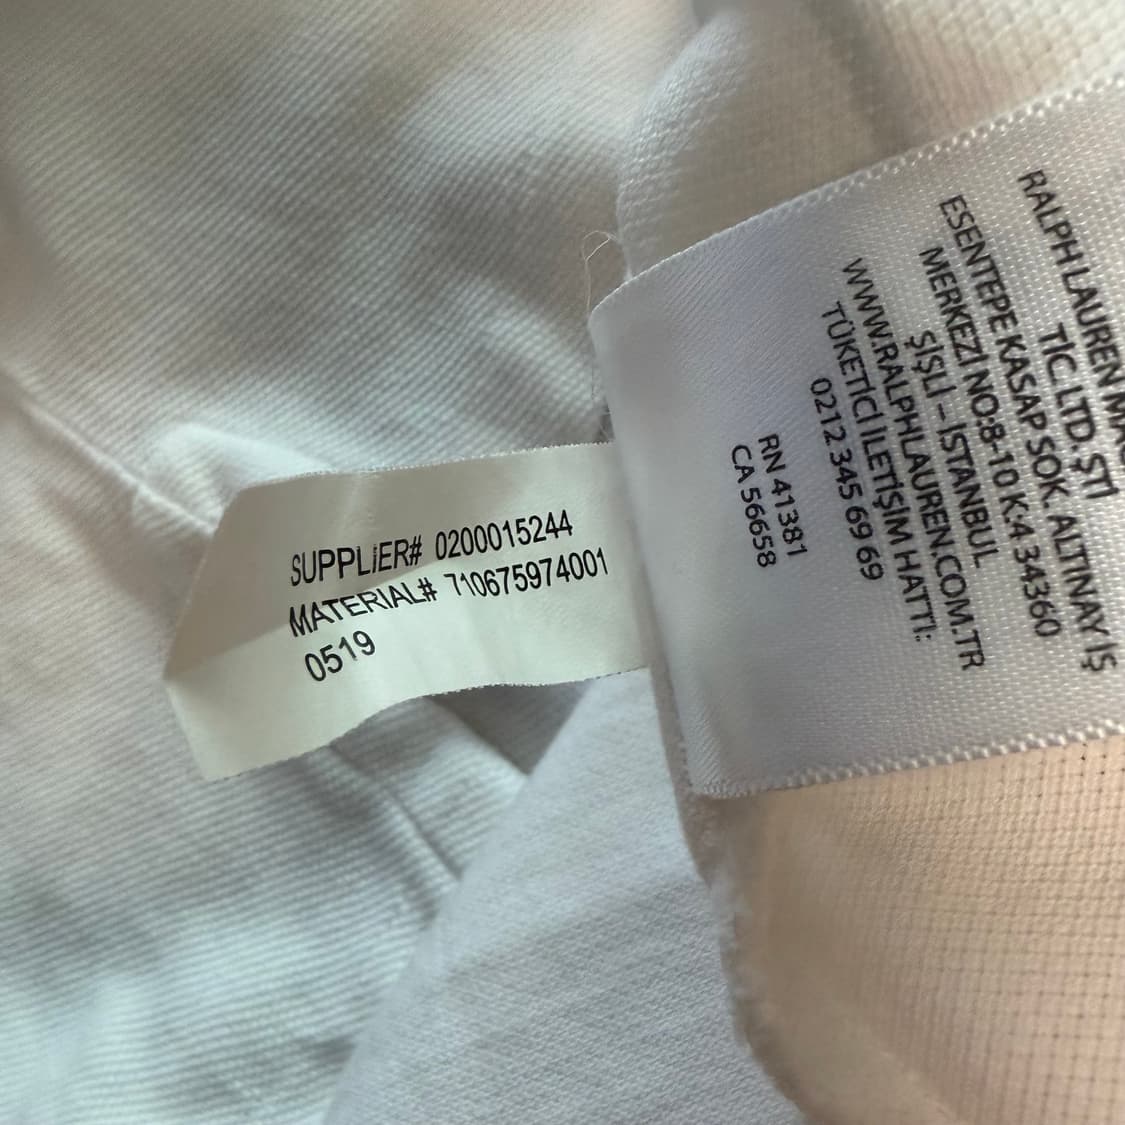 SUPPLIER# 0200015244
MATERIAL# 710675974001
0519
RALPH LAUREN
TİC.LTD.ŞTİ
ESENTEPE KASAP SOK. ALTINAY İŞ
MERKEZİ NO:8-10 K:4 34360
ŞİŞLİ – İSTANBUL
WWW.RALPHLAUREN.COM.TR
TÜKETİCİ İLETİŞİM HATTI:
0212 345 69 69
RN 41381
CA 56658